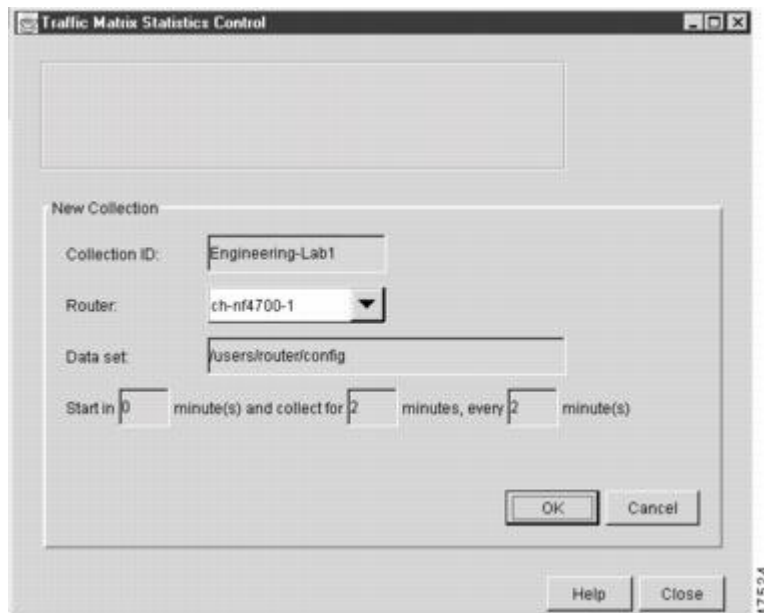 Traffic Matrix Statistics Control
New Collection
Collection ID: Engineering-Lab1
Router: ch-nf4700-1
Data set: /users/router/config
Start in 0 minute(s) and collect for 2 minutes, every 2 minute(s)
OK Cancel
Help Close
17524